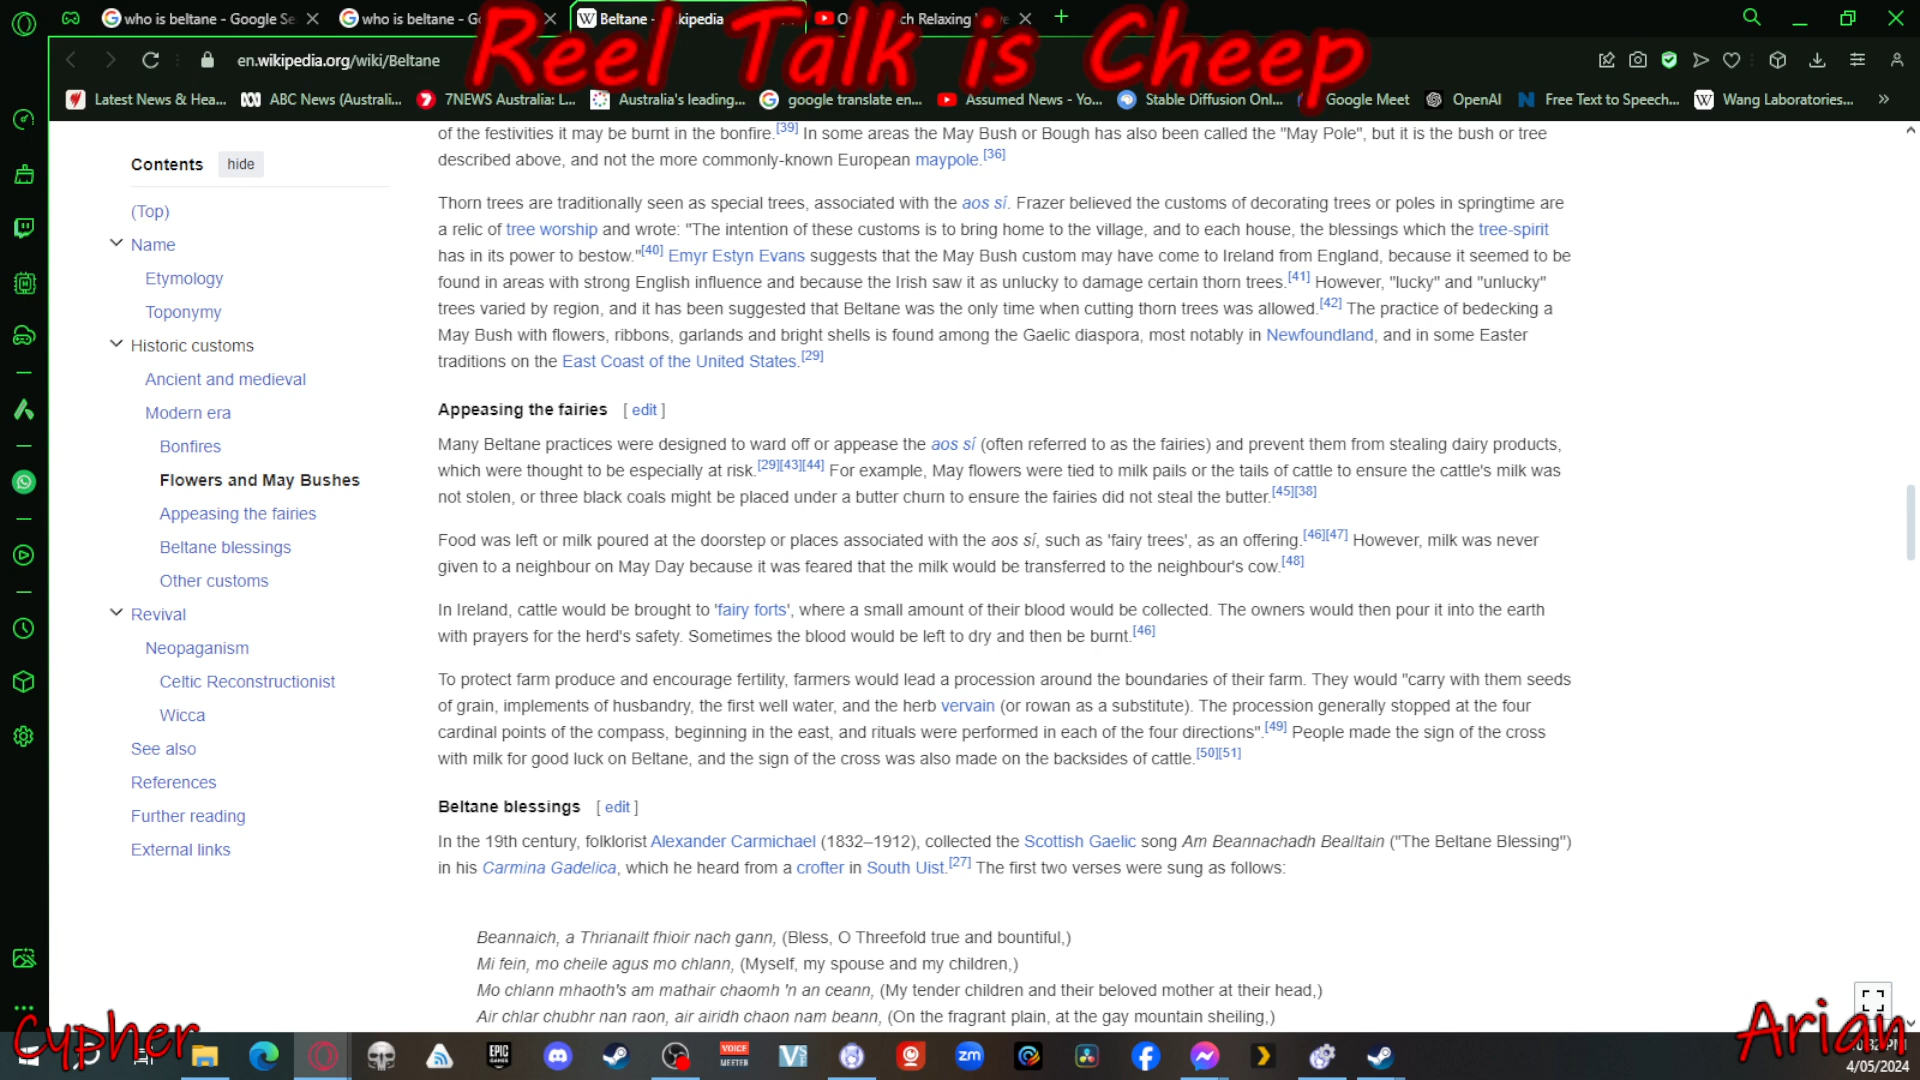 who is beltane - Google Se
who is beltane - G
Beltane - 
Relaxing
Reel Talk is Cheep
en.wikipedia.org/wiki/Beltane
Latest News & Hea...
ABC News (Australi...
7NEWS Australia: L...
Australia's leading...
google translate en...
Assumed News - Yo...
Stable Diffusion Onl...
Google Meet
OpenAI
Free Text to Speech...
Wang Laboratories...
Contents hide
(Top)
Name
Etymology
Toponymy
Historic customs
Ancient and medieval
Modern era
Bonfires
Flowers and May Bushes
Appeasing the fairies
Beltane blessings
Other customs
Revival
Neopaganism
Celtic Reconstructionist
Wicca
See also
References
Further reading
External links
of the festivities it may be burnt in the bonfire.[39] In some areas the May Bush or Bough has also been called the "May Pole", but it is the bush or tree
described above, and not the more commonly-known European maypole.[36]
Thorn trees are traditionally seen as special trees, associated with the aos sí. Frazer believed the customs of decorating trees or poles in springtime are
a relic of tree worship and wrote: "The intention of these customs is to bring home to the village, and to each house, the blessings which the tree-spirit
has in its power to bestow."[40] Emyr Estyn Evans suggests that the May Bush custom may have come to Ireland from England, because it seemed to be
found in areas with strong English influence and because the Irish saw it as unlucky to damage certain thorn trees.[41] However, "lucky" and "unlucky"
trees varied by region, and it has been suggested that Beltane was the only time when cutting thorn trees was allowed.[42] The practice of bedecking a
May Bush with flowers, ribbons, garlands and bright shells is found among the Gaelic diaspora, most notably in Newfoundland, and in some Easter
traditions on the East Coast of the United States.[29]
Appeasing the fairies [ edit ]
Many Beltane practices were designed to ward off or appease the aos sí (often referred to as the fairies) and prevent them from stealing dairy products,
which were thought to be especially at risk.[29][43][44] For example, May flowers were tied to milk pails or the tails of cattle to ensure the cattle's milk was
not stolen, or three black coals might be placed under a butter churn to ensure the fairies did not steal the butter.[45][38]
Food was left or milk poured at the doorstep or places associated with the aos sí, such as 'fairy trees', as an offering.[46][47] However, milk was never
given to a neighbour on May Day because it was feared that the milk would be transferred to the neighbour's cow.[48]
In Ireland, cattle would be brought to 'fairy forts', where a small amount of their blood would be collected. The owners would then pour it into the earth
with prayers for the herd's safety. Sometimes the blood would be left to dry and then be burnt.[46]
To protect farm produce and encourage fertility, farmers would lead a procession around the boundaries of their farm. They would "carry with them seeds
of grain, implements of husbandry, the first well water, and the herb vervain (or rowan as a substitute). The procession generally stopped at the four
cardinal points of the compass, beginning in the east, and rituals were performed in each of the four directions".[49] People made the sign of the cross
with milk for good luck on Beltane, and the sign of the cross was also made on the backsides of cattle.[50][51]
Beltane blessings [ edit ]
In the 19th century, folklorist Alexander Carmichael (1832–1912), collected the Scottish Gaelic song Am Beannachadh Bealltain ("The Beltane Blessing")
in his Carmina Gadelica, which he heard from a crofter in South Uist.[27] The first two verses were sung as follows:
Beannaich, a Thrianailt fhioir nach gann, (Bless, O Threefold true and bountiful,)
Mi fein, mo cheile agus mo chlann, (Myself, my spouse and my children,)
Mo chlann mhaoth's am mathair chaomh 'n an ceann, (My tender children and their beloved mother at their head,)
Air chlar chubhr nan raon, air airidh chaon nam beann, (On the fragrant plain, at the gay mountain sheiling,)
Cypher
Arian
EPIC GAMES
VOICE MEETER
zm
4/05/2024